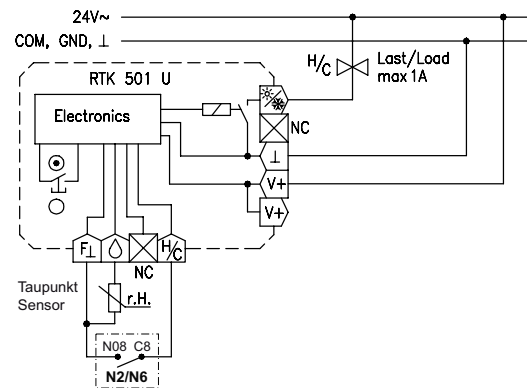 24V~
COM, GND, ⊥
H/C
Last/Load
max 1A
RTK 501 U
Electronics
NC
⊥
V+
V+
F⊥
NC
H/C
Taupunkt
Sensor
r.H.
N08 C8
N2/N6